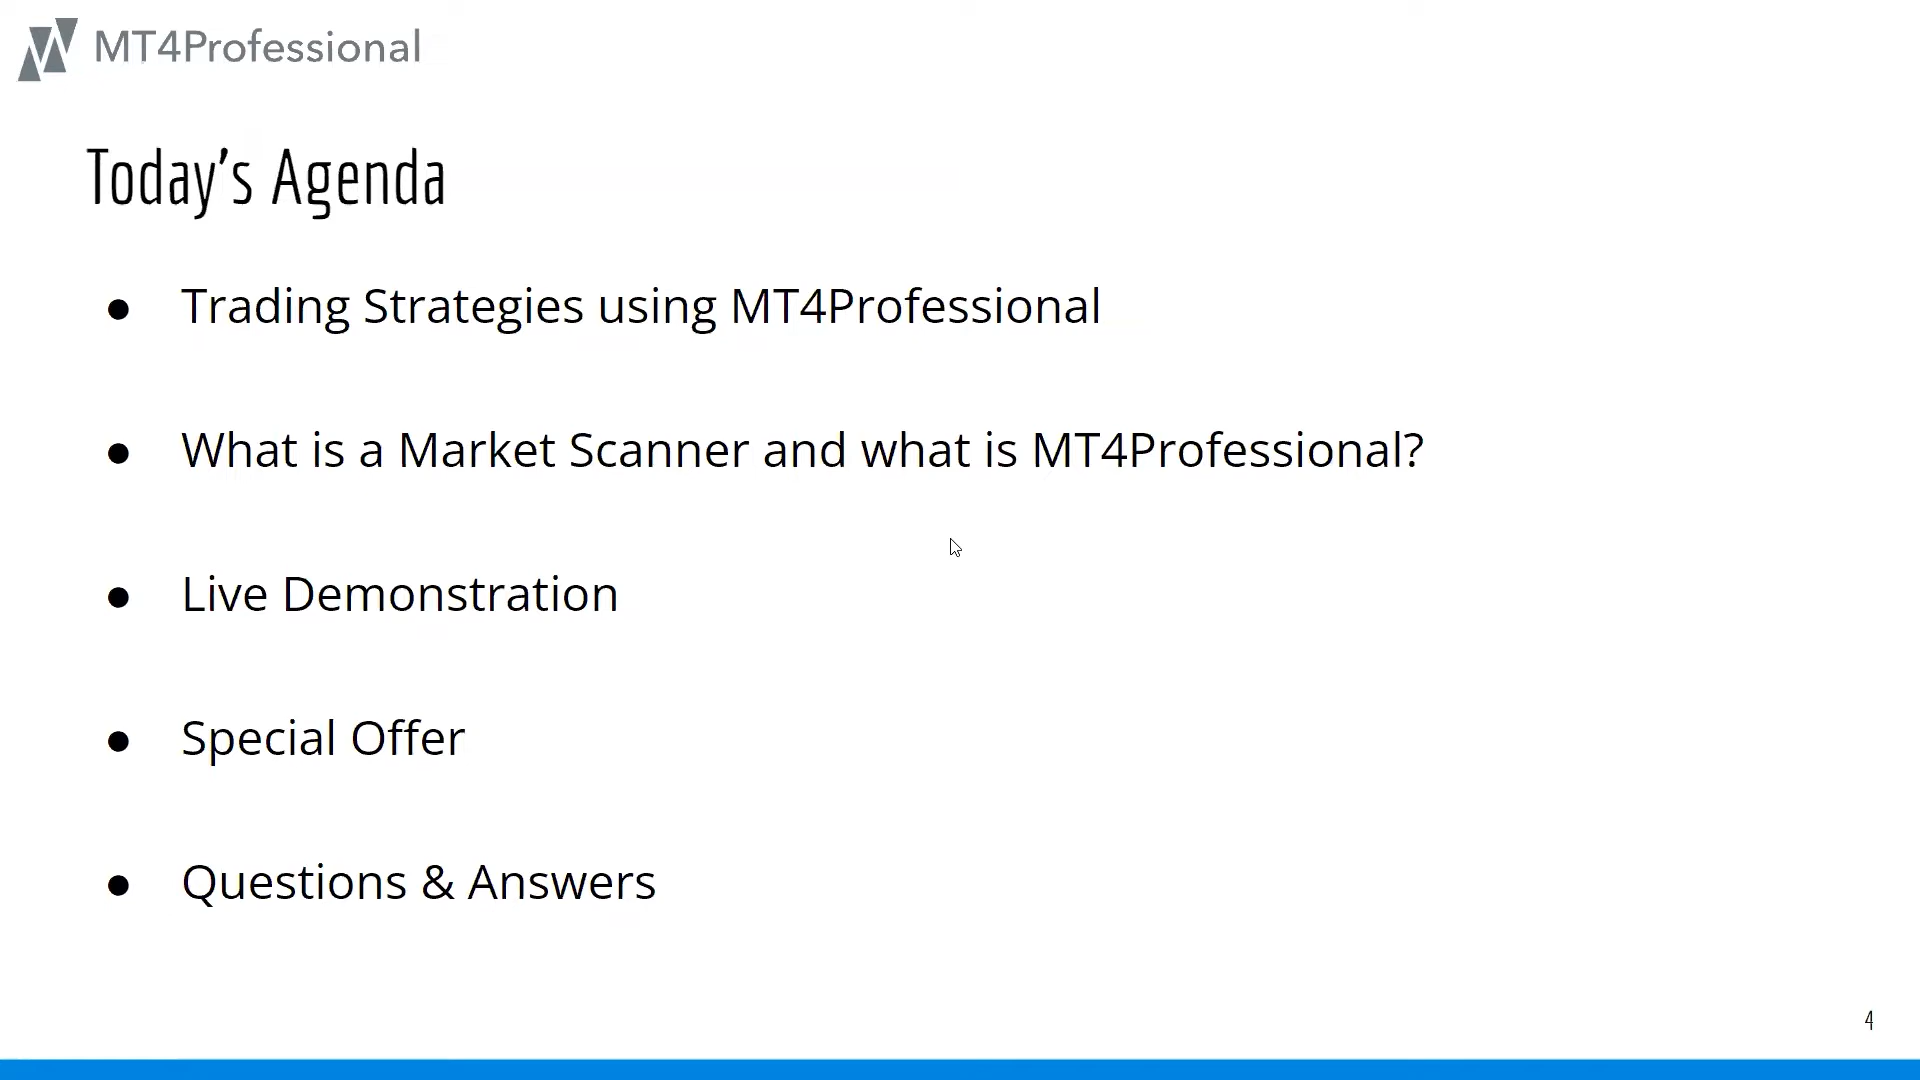 MT4Professional
Today’s Agenda
● Trading Strategies using MT4Professional
● What is a Market Scanner and what is MT4Professional?
● Live Demonstration
● Special Offer
● Questions & Answers
4